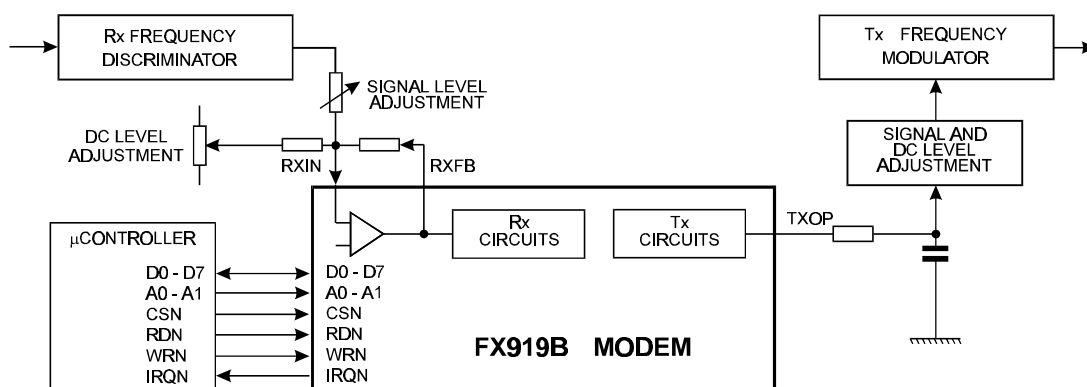 Rx FREQUENCY
DISCRIMINATOR
Tx FREQUENCY
MODULATOR
SIGNAL LEVEL
ADJUSTMENT
DC LEVEL
ADJUSTMENT
RXIN
RXFB
SIGNAL AND
DC LEVEL
ADJUSTMENT
µCONTROLLER
Rx
CIRCUITS
Tx
CIRCUITS
TXOP
D0 - D7
A0 - A1
CSN
RDN
WRN
IRQN
D0 - D7
A0 - A1
CSN
RDN
WRN
IRQN
FX919B MODEM